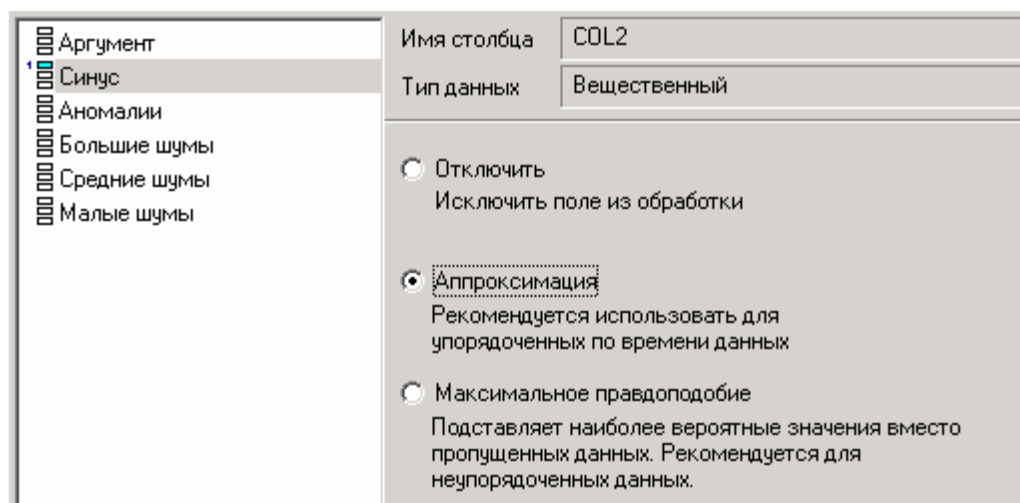 Аргумент
1 Синус
Аномалии
Большие шумы
Средние шумы
Малые шумы
Имя столбца COL2
Тип данных Вещественный
Отключить
Исключить поле из обработки
Аппроксимация
Рекомендуется использовать для
упорядоченных по времени данных
Максимальное правдоподобие
Подставляет наиболее вероятные значения вместо
пропущенных данных. Рекомендуется для
неупорядоченных данных.